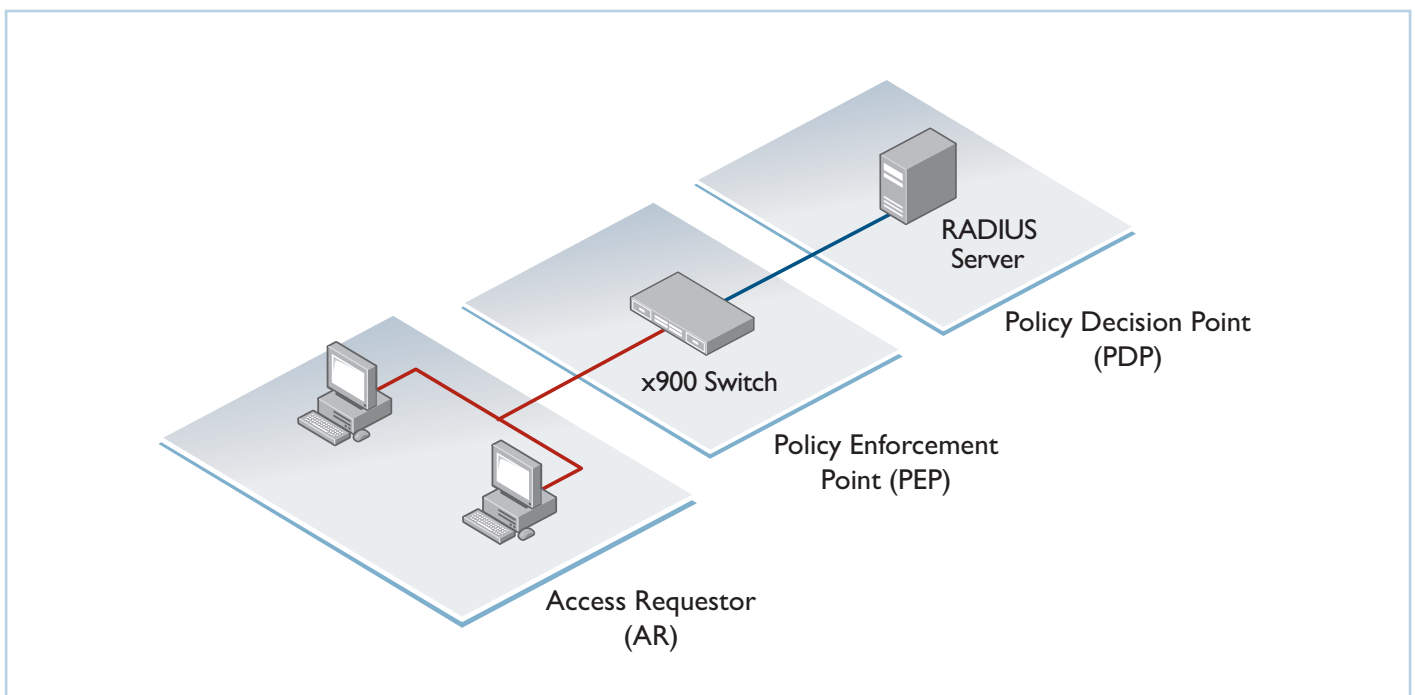 RADIUS
Server
Policy Decision Point
(PDP)
x900 Switch
Policy Enforcement
Point (PEP)
Access Requestor
(AR)